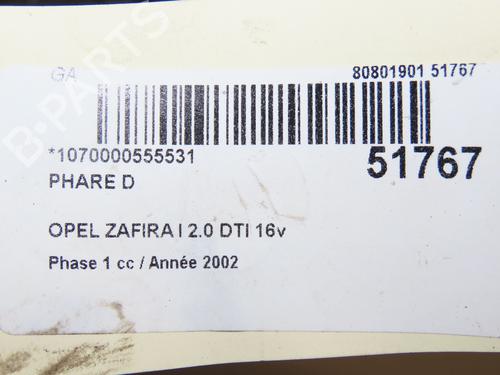 GA 80801901 51767
*1070000555531 51767
PHARE D
OPEL ZAFIRA I 2.0 DTI 16v
Phase 1 cc / Année 2002
B-PARTS